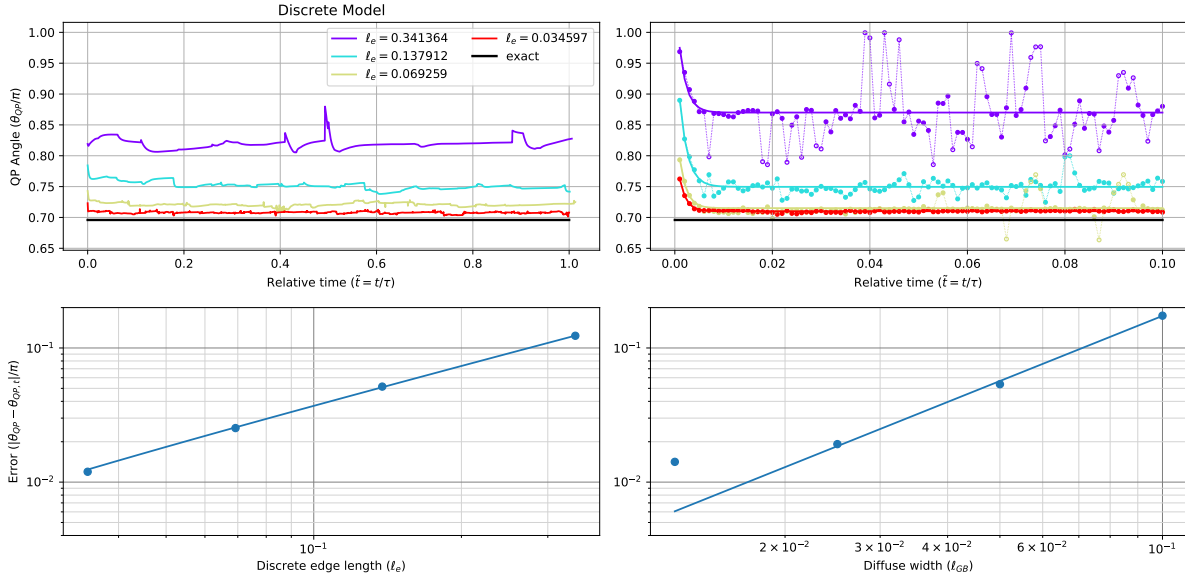 Discrete Model
QP Angle (θ_QP/π)
1.00
0.95
0.90
0.85
0.80
0.75
0.70
0.65
ℓ_e = 0.341364
ℓ_e = 0.137912
ℓ_e = 0.069259
ℓ_e = 0.034597
exact
0.0 0.2 0.4 0.6 0.8 1.0
Relative time (t̃ = t/τ)
1.00
0.95
0.90
0.85
0.80
0.75
0.70
0.65
0.00 0.02 0.04 0.06 0.08 0.10
Relative time (t̃ = t/τ)
Error (|θ_QP − θ_QP,t|/π)
10⁻¹
10⁻²
10⁻¹
Discrete edge length (ℓ_e)
10⁻¹
10⁻²
2 × 10⁻² 3 × 10⁻² 4 × 10⁻² 6 × 10⁻² 10⁻¹
Diffuse width (ℓ_GB)